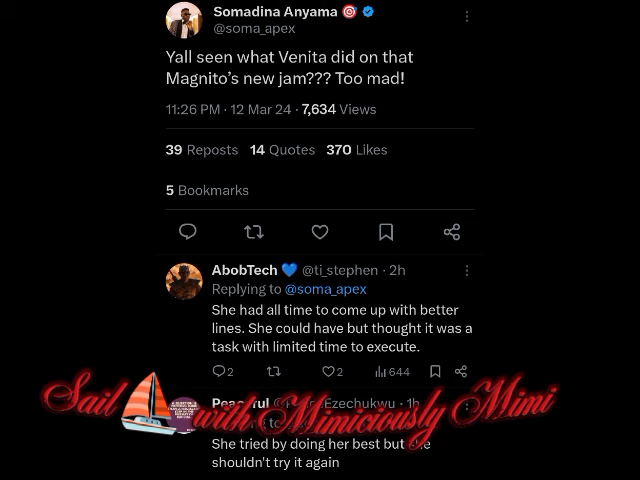 Somadina Anyama
@soma_apex
Yall seen what Venita did on that
Magnito's new jam??? Too mad!
11:26 PM · 12 Mar 24 · 7,634 Views
39 Reposts 14 Quotes 370 Likes
5 Bookmarks
AbobTech 💙 @ti_stephen · 2h
Replying to @soma_apex
She had all time to come up with better
lines. She could have but thought it was a
task with limited time to execute.
2 2 644
Sail with Mimiciously Mimi
Peaceful · 1h
She tried by doing her best but she
shouldn't try it again